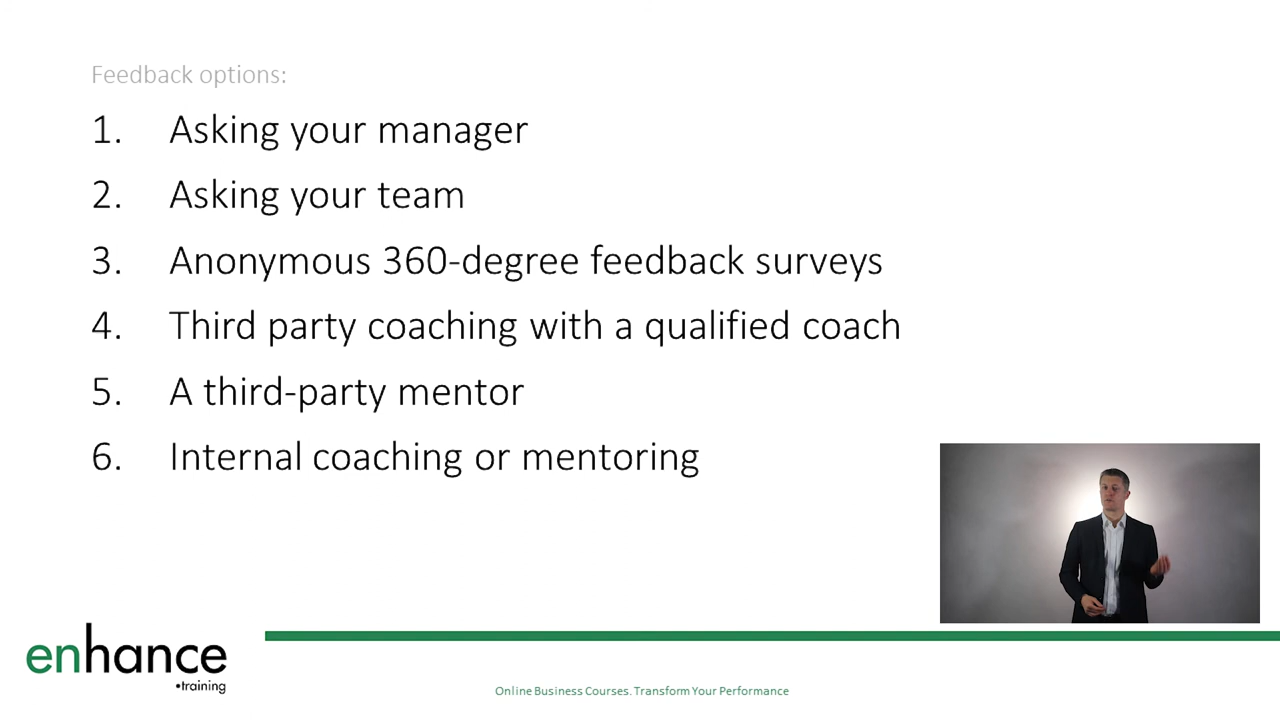 Feedback options:
1. Asking your manager
2. Asking your team
3. Anonymous 360-degree feedback surveys
4. Third party coaching with a qualified coach
5. A third-party mentor
6. Internal coaching or mentoring
enhance
•training
Online Business Courses. Transform Your Performance